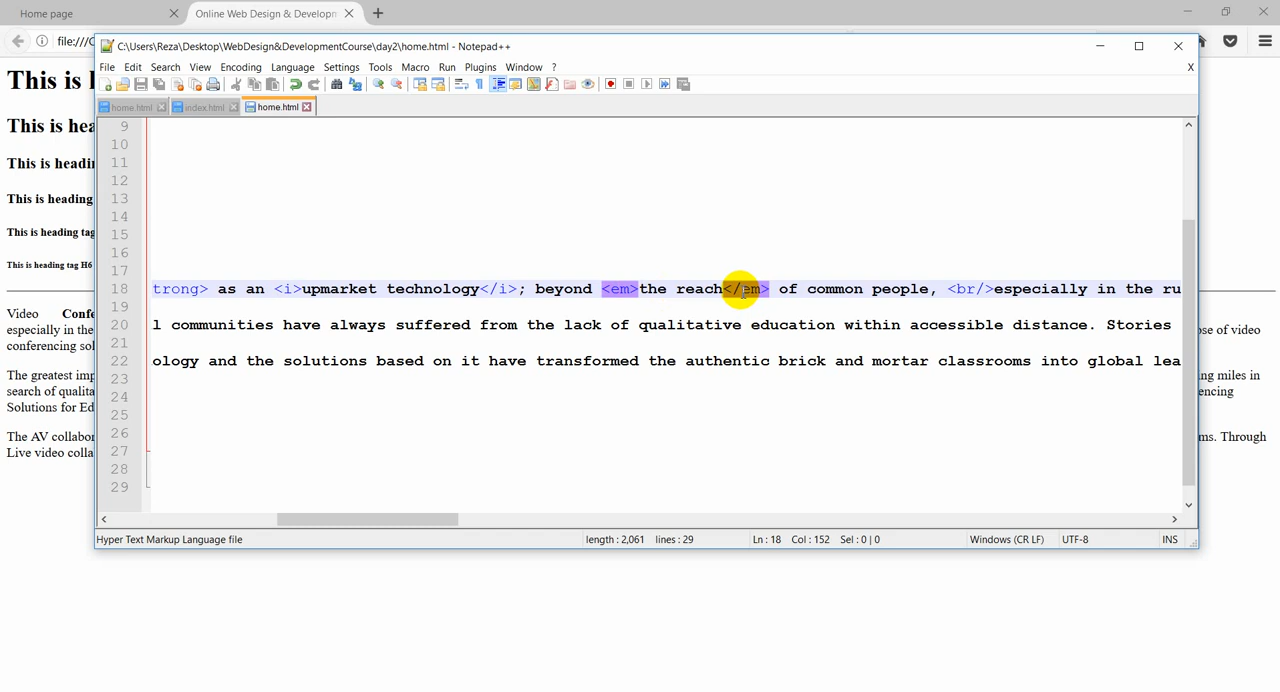 Home page
Online Web Design & Developm
file:///C
C:\Users\Reza\Desktop\WebDesign&DevelopmentCourse\day2\home.html - Notepad++
File Edit Search View Encoding Language Settings Tools Macro Run Plugins Window ? X
home.html index.html home.html
This is h
This is hea
This is headin
This is heading
This is heading tag
This is heading tag H6
Video Confe
especially in the
conferencing sol
The greatest imp
search of qualita
Solutions for Ed
The AV collabor
Live video colla
9
10
11
12
13
14
15
16
17
18 trong> as an <i>upmarket technology</i>; beyond <em>the reach</em> of common people, <br/>especially in the ru
19
20 l communities have always suffered from the lack of qualitative education within accessible distance. Stories
21
22 ology and the solutions based on it have transformed the authentic brick and mortar classrooms into global lea
23
24
25
26
27
28
29
ose of video
ing miles in
encing
ms. Through
Hyper Text Markup Language file length : 2,061 lines : 29 Ln : 18 Col : 152 Sel : 0 | 0 Windows (CR LF) UTF-8 INS